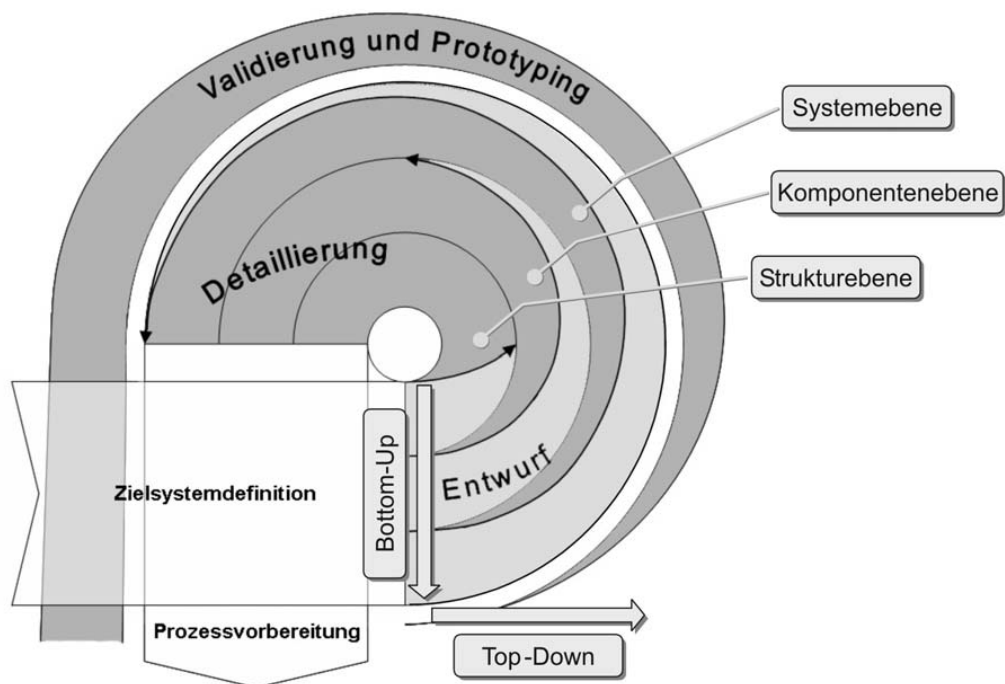 Validierung und Prototyping
Systemebene
Komponentenebene
Detaillierung
Strukturebene
Bottom-Up
Entwurf
Zielsystemdefinition
Prozessvorbereitung
Top-Down